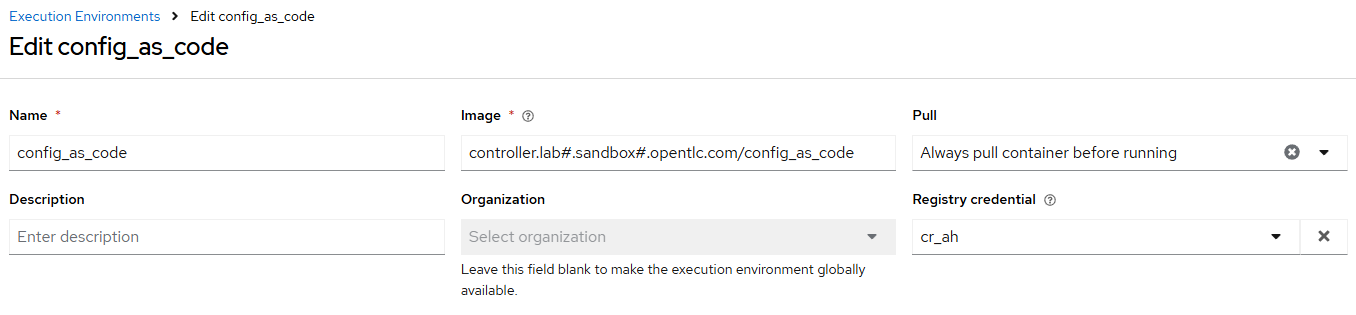 Execution Environments > Edit config_as_code
Edit config_as_code
Name *
Image *
Pull
config_as_code
controller.lab#.sandbox#.opentlc.com/config_as_code
Always pull container before running
Description
Organization
Registry credential
Enter description
Select organization
cr_ah
Leave this field blank to make the execution environment globally
available.